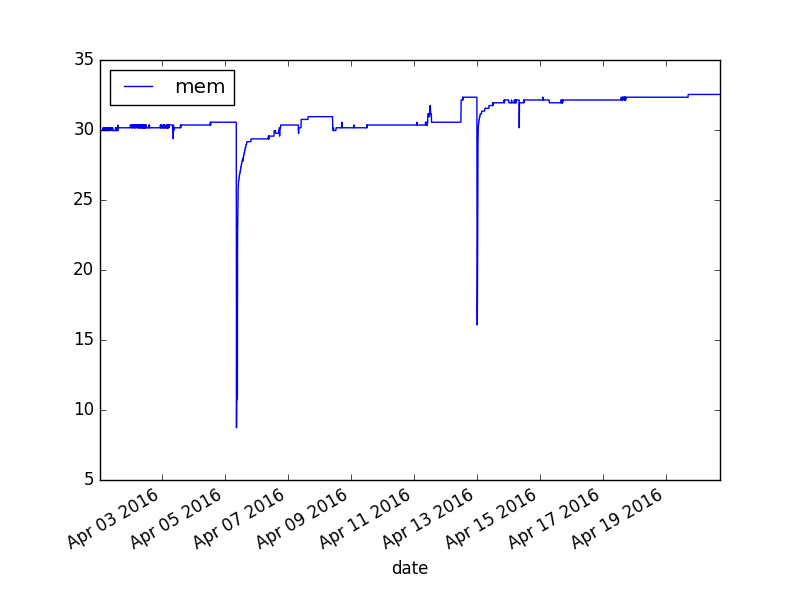 35
mem
30
25
20
15
10
5
Apr 03 2016
Apr 05 2016
Apr 07 2016
Apr 09 2016
Apr 11 2016
Apr 13 2016
Apr 15 2016
Apr 17 2016
Apr 19 2016
date